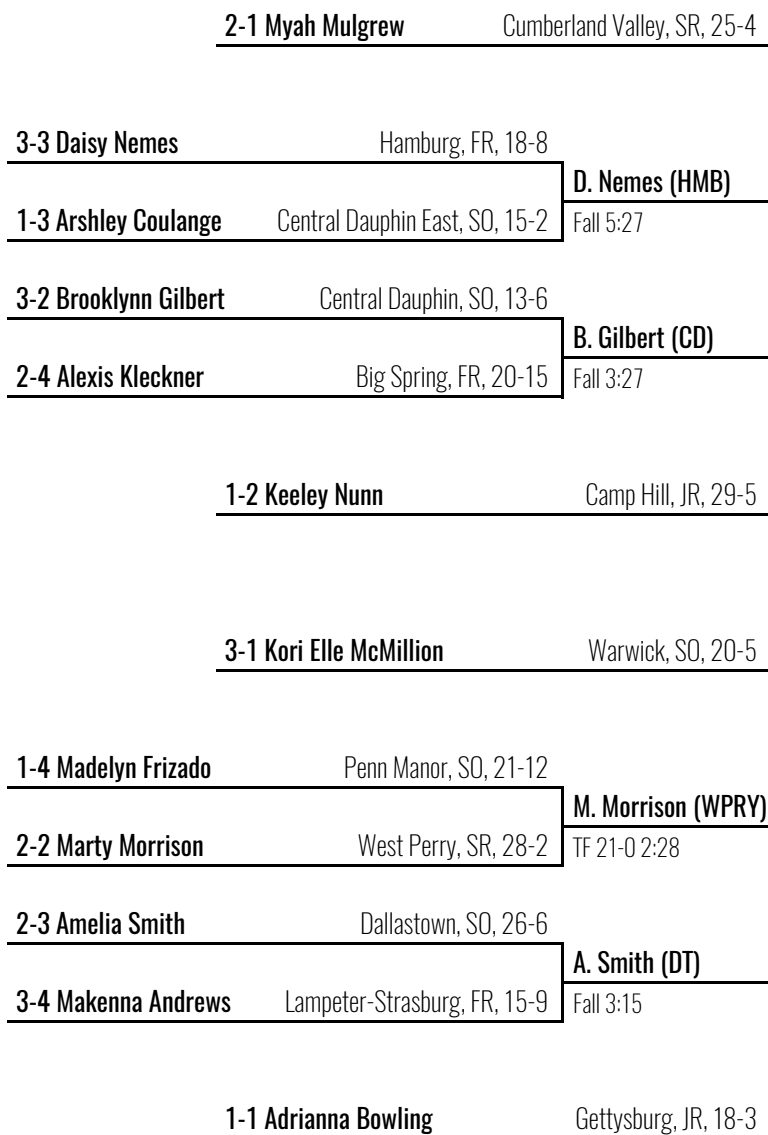 2-1 Myah Mulgrew Cumberland Valley, SR, 25-4
3-3 Daisy Nemes Hamburg, FR, 18-8
D. Nemes (HMB)
1-3 Arshley Coulange Central Dauphin East, SO, 15-2
Fall 5:27
3-2 Brooklynn Gilbert Central Dauphin, SO, 13-6
B. Gilbert (CD)
2-4 Alexis Kleckner Big Spring, FR, 20-15
Fall 3:27
1-2 Keeley Nunn Camp Hill, JR, 29-5
3-1 Kori Elle McMillion Warwick, SO, 20-5
1-4 Madelyn Frizado Penn Manor, SO, 21-12
M. Morrison (WPRY)
2-2 Marty Morrison West Perry, SR, 28-2
TF 21-0 2:28
2-3 Amelia Smith Dallastown, SO, 26-6
A. Smith (DT)
3-4 Makenna Andrews Lampeter-Strasburg, FR, 15-9
Fall 3:15
1-1 Adrianna Bowling Gettysburg, JR, 18-3